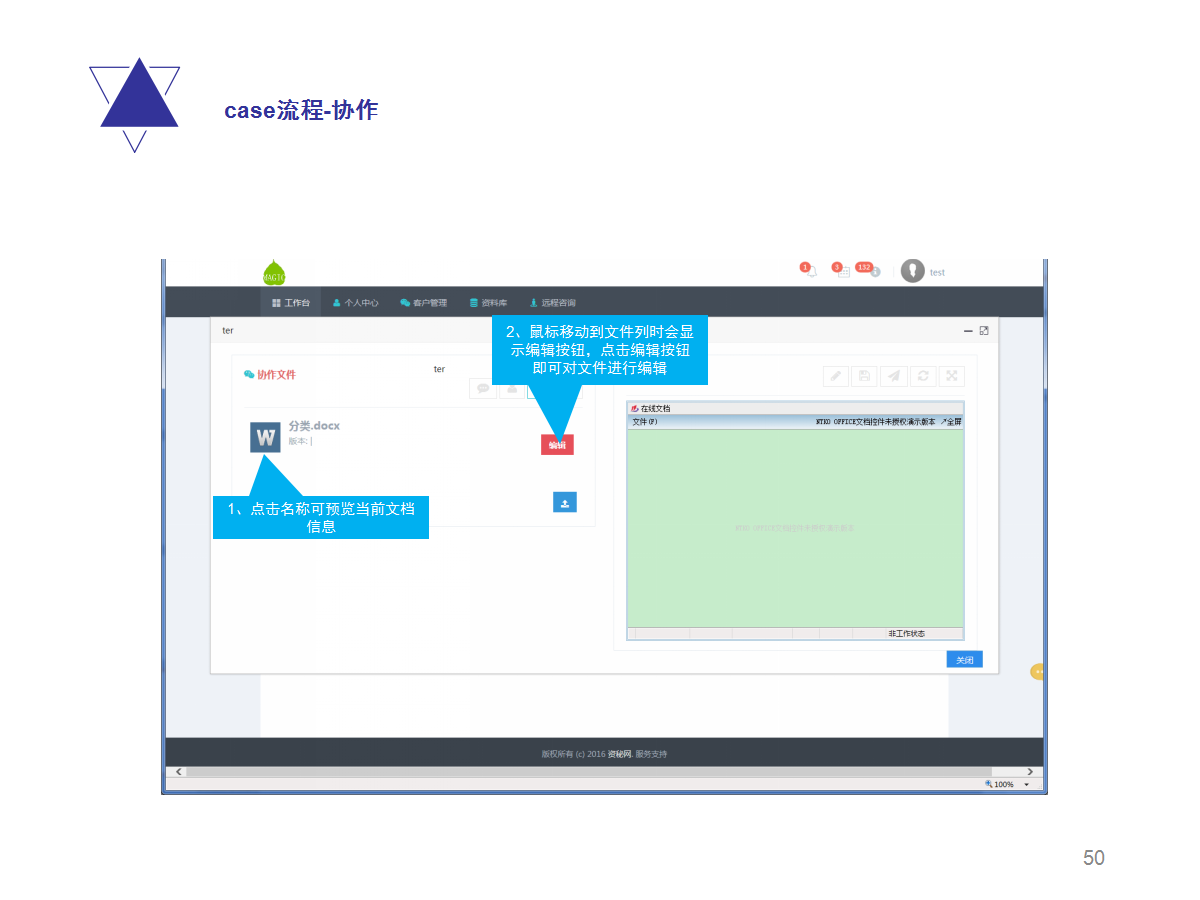 case流程-协作
MAGTC
1
3
132
test
工作台
个人中心
客户管理
资料库
远程咨询
ter
2、鼠标移动到文件列时会显
示编辑按钮，点击编辑按钮
即可对文件进行编辑
协作文件
ter
在线文档
文件(F)
NTKO OFFICE文档控件未授权演示版本
全屏
分类.docx
版本: |
编辑
1、点击名称可预览当前文档
信息
NTKO OFFICE文档控件未授权演示版本
非工作状态
关闭
版权所有 (c) 2016 资秘网. 服务支持
100%
50